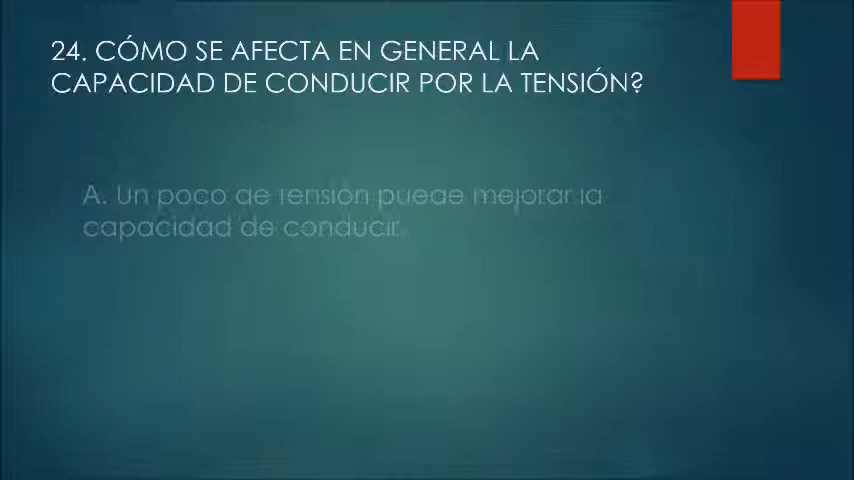 24. CÓMO SE AFECTA EN GENERAL LA
CAPACIDAD DE CONDUCIR POR LA TENSIÓN?
A. Un poco de tensión puede mejorar la
capacidad de conducir.